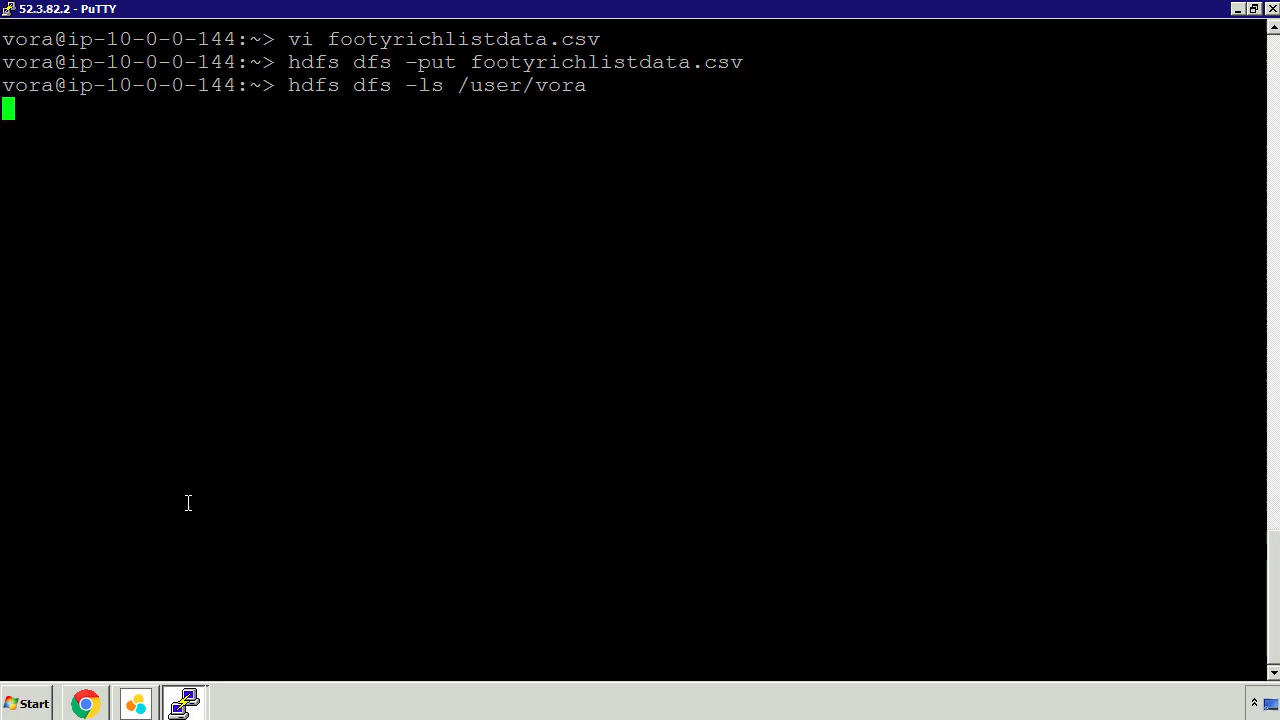 52.3.82.2 - PuTTY
vora@ip-10-0-0-144:~> vi footyrichlistdata.csv
vora@ip-10-0-0-144:~> hdfs dfs -put footyrichlistdata.csv
vora@ip-10-0-0-144:~> hdfs dfs -ls /user/vora
Start